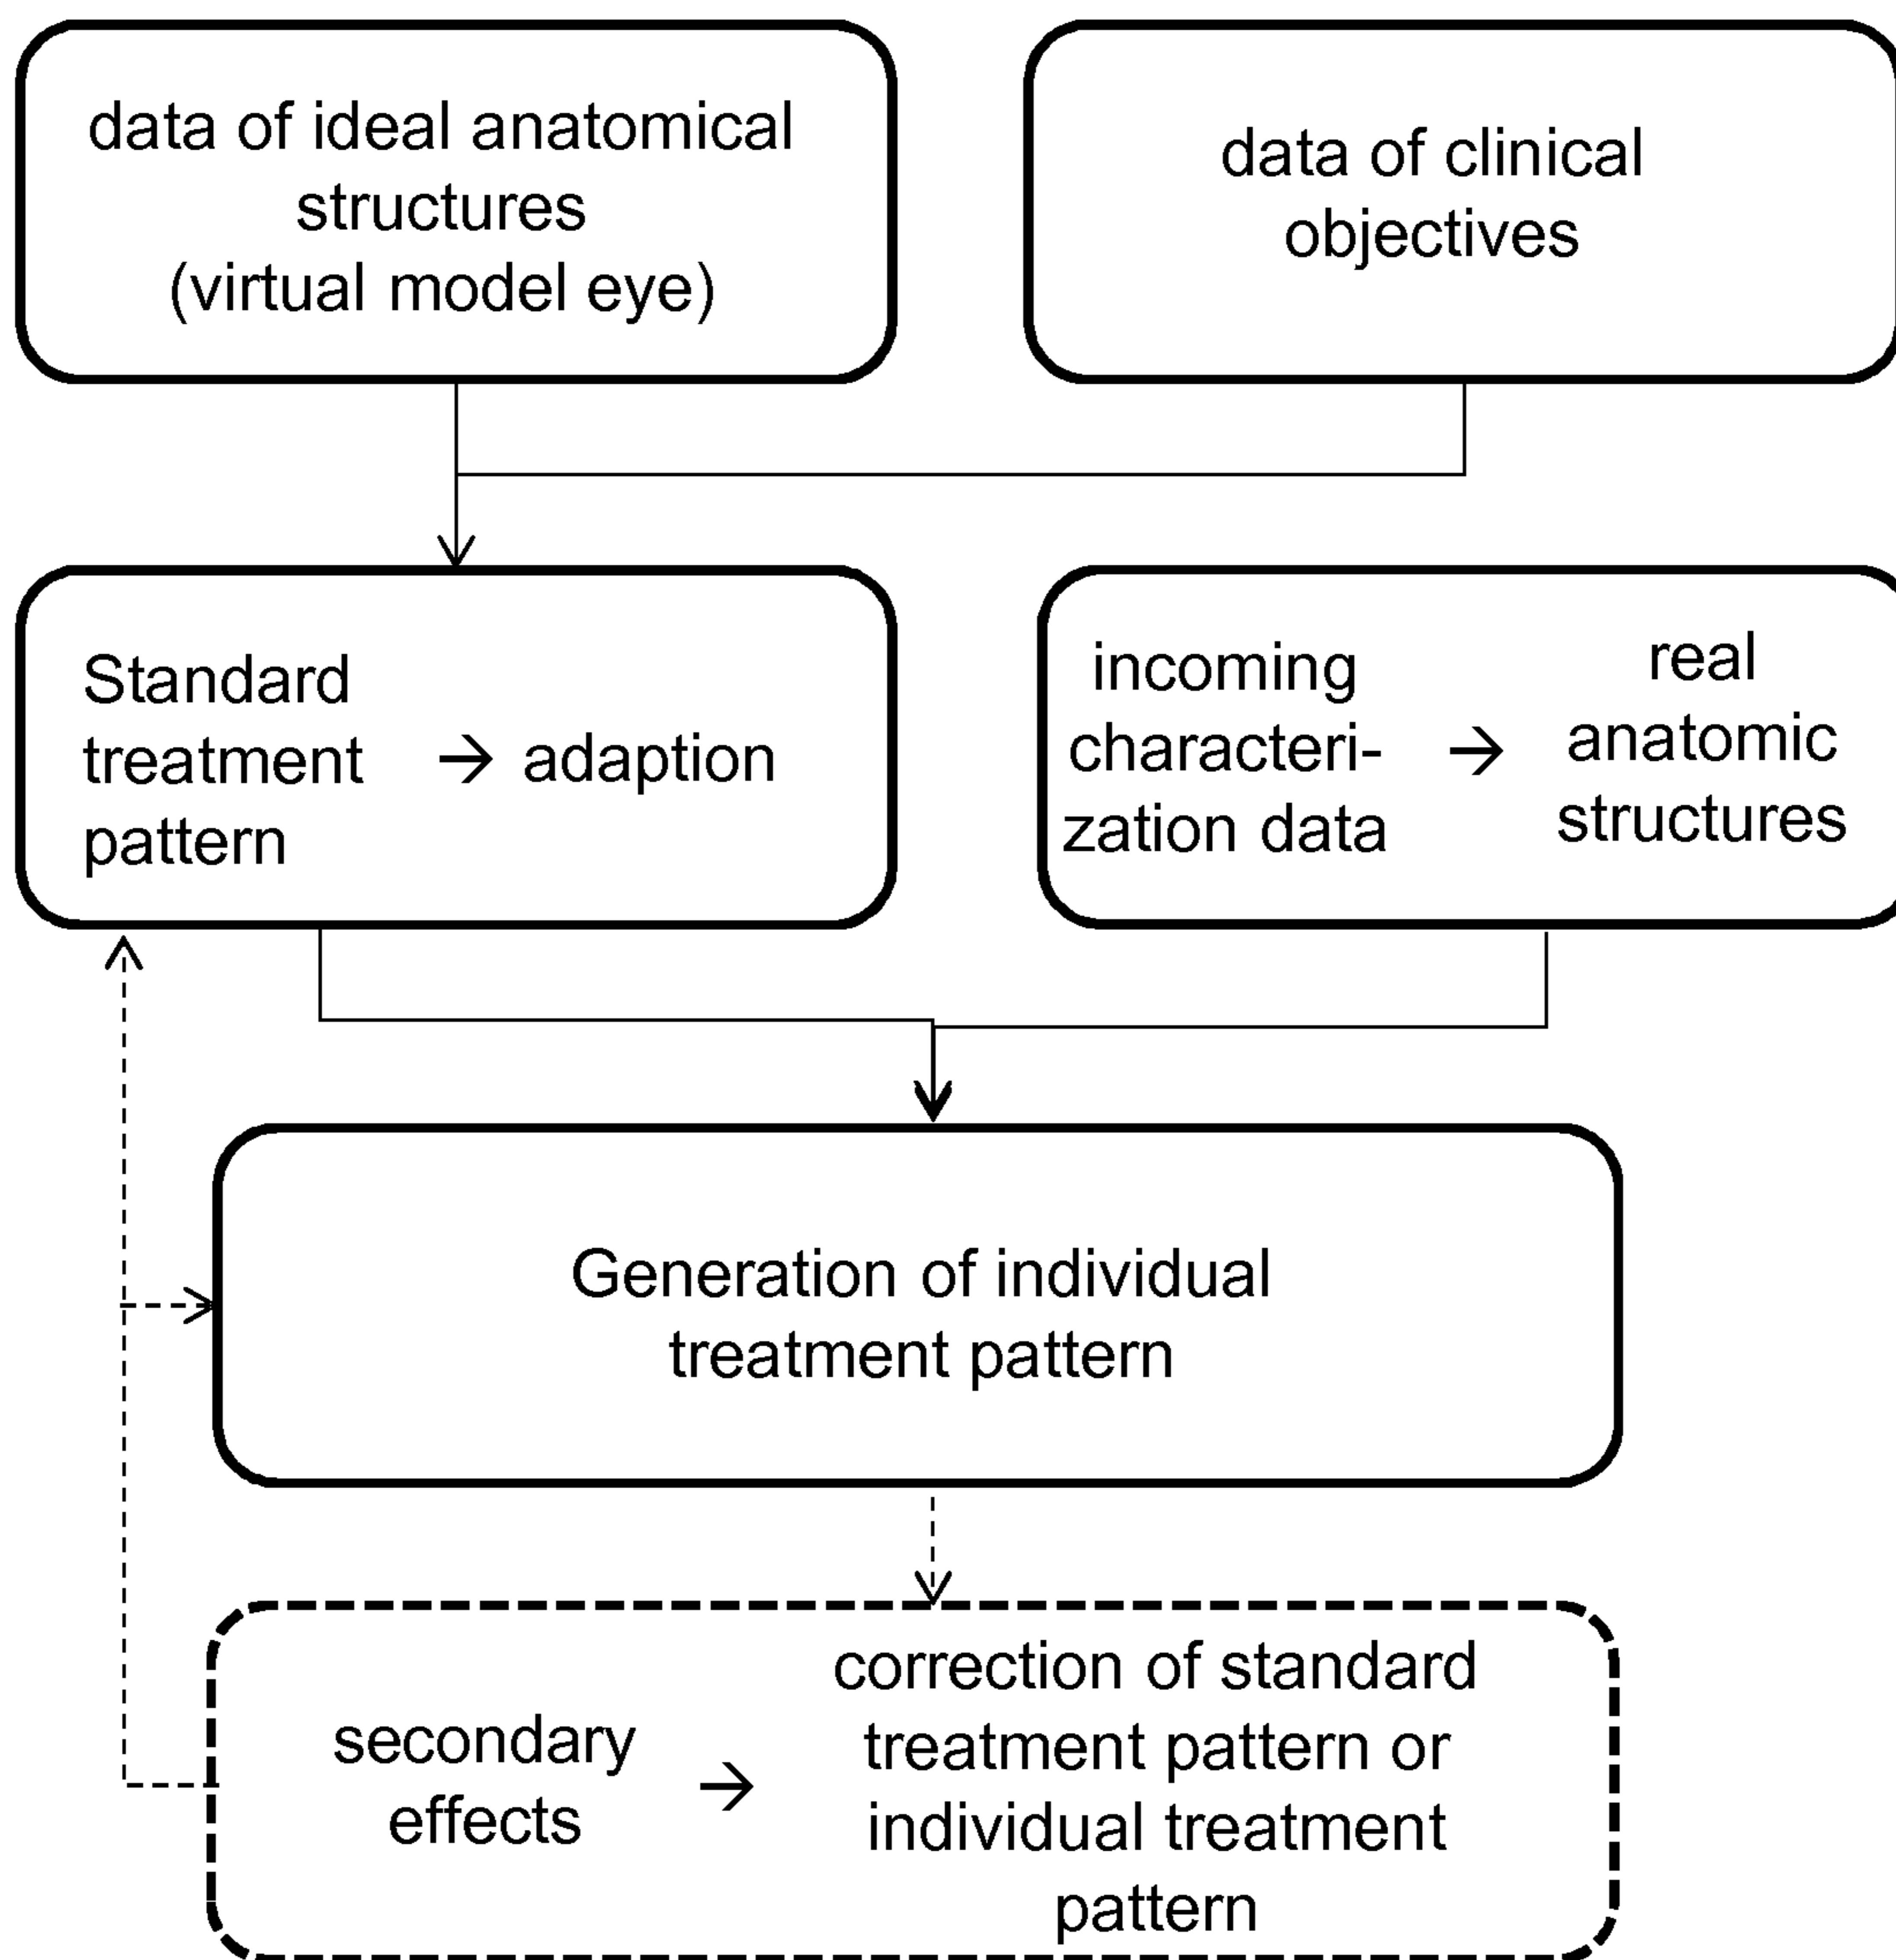 data of ideal anatomical
structures
(virtual model eye)
data of clinical
objectives
Standard
treatment
pattern
→ adaption
incoming
characteri-
zation data
→
real
anatomic
structures
Generation of individual
treatment pattern
secondary
effects
→
correction of standard
treatment pattern or
individual treatment
pattern